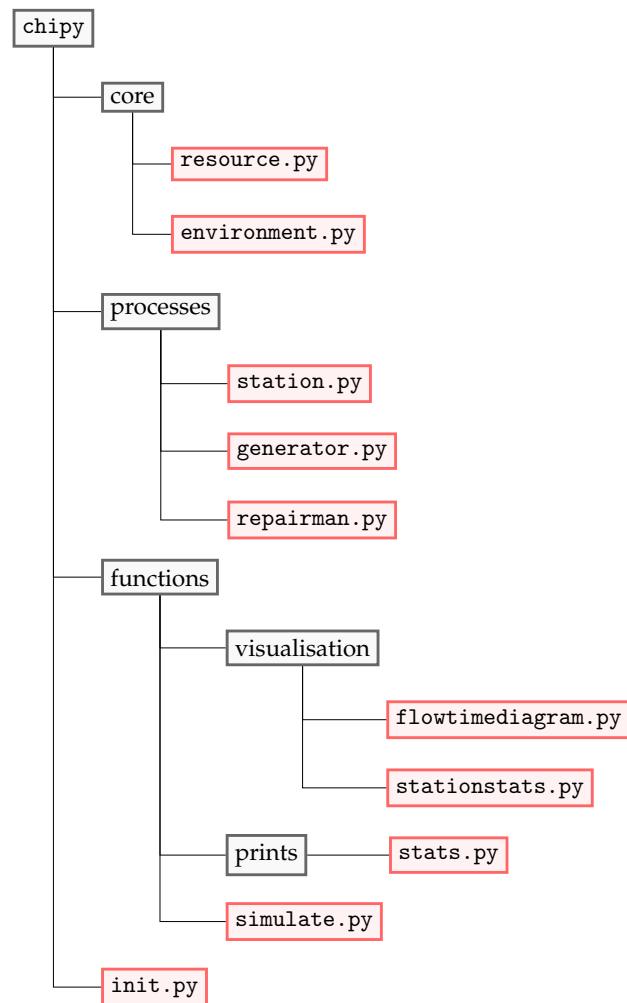 chipy
core
resource.py
environment.py
processes
station.py
generator.py
repairman.py
functions
visualisation
flowtimediagram.py
stationstats.py
prints
stats.py
simulate.py
init.py